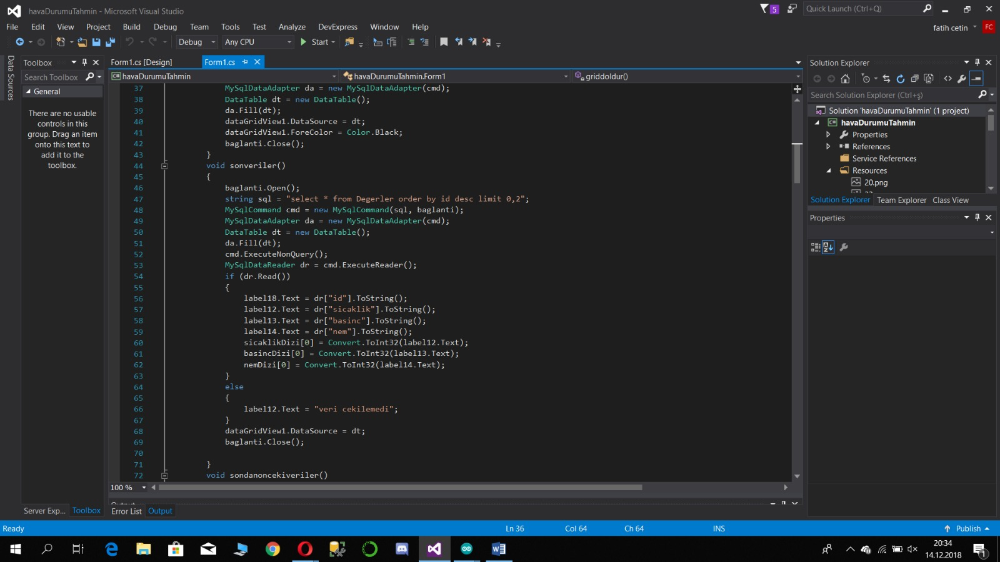 havaDurumuTahmin - Microsoft Visual Studio
5
Quick Launch (Ctrl+Q)
File Edit View Project Build Debug Team Tools Test Analyze DevExpress Window Help
fatih cetin FC
Debug Any CPU Start
Data Sources
Toolbox
Search Toolbox
General
There are no usable
controls in this
group. Drag an item
onto this text to
add it to the
toolbox.
Server Exp... Toolbox
Form1.cs [Design] Form1.cs
havaDurumuTahmin havaDurumuTahmin.Form1 griddoldur()
37 MySqlDataAdapter da = new MySqlDataAdapter(cmd);
38 DataTable dt = new DataTable();
39 da.Fill(dt);
40 dataGridView1.DataSource = dt;
41 dataGridView1.ForeColor = Color.Black;
42 baglanti.Close();
43 }
44 void sonveriler()
45 {
46 baglanti.Open();
47 string sql = "select * from Degerler order by id desc limit 0,2";
48 MySqlCommand cmd = new MySqlCommand(sql, baglanti);
49 MySqlDataAdapter da = new MySqlDataAdapter(cmd);
50 DataTable dt = new DataTable();
51 da.Fill(dt);
52 cmd.ExecuteNonQuery();
53 MySqlDataReader dr = cmd.ExecuteReader();
54 if (dr.Read())
55 {
56 label18.Text = dr["id"].ToString();
57 label12.Text = dr["sicaklik"].ToString();
58 label13.Text = dr["basinc"].ToString();
59 label14.Text = dr["nem"].ToString();
60 sicaklikDizi[0] = Convert.ToInt32(label12.Text);
61 basincDizi[0] = Convert.ToInt32(label13.Text);
62 nemDizi[0] = Convert.ToInt32(label14.Text);
63 }
64 else
65 {
66 label12.Text = "veri cekilemedi";
67 }
68 dataGridView1.DataSource = dt;
69 baglanti.Close();
70
71 }
72 void sondanoncekiveriler()
100 %
Output
Error List Output
Solution Explorer
Search Solution Explorer (Ctrl+ş)
Solution 'havaDurumuTahmin' (1 project)
havaDurumuTahmin
Properties
References
Service References
Resources
20.png
Solution Explorer Team Explorer Class View
Properties
Ready Ln 36 Col 64 Ch 64 INS Publish
20:34
14.12.2018
1